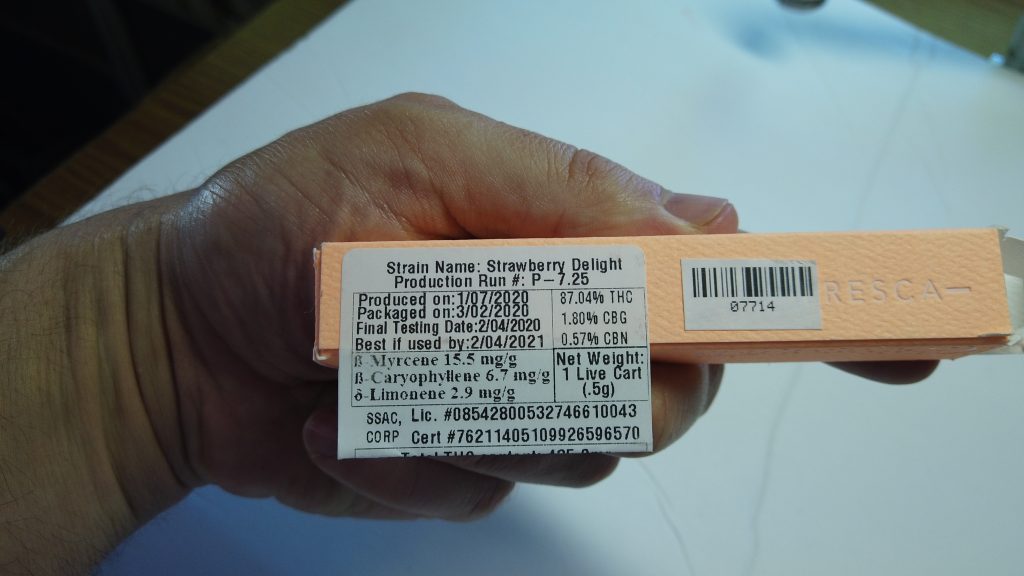 Strain Name: Strawberry Delight
Production Run #: P-7.25
Produced on:1/07/2020
Packaged on:3/02/2020
Final Testing Date:2/04/2020
Best if used by:2/04/2021
87.04% THC
1.80% CBG
0.57% CBN
ß-Myrcene 15.5 mg/g
ß-Caryophyllene 6.7 mg/g
δ-Limonene 2.9 mg/g
Net Weight:
1 Live Cart
(.5g)
SSAC, Lic. #08542800532746610043
CORP Cert #76211405109926596570
07714
RESCA—